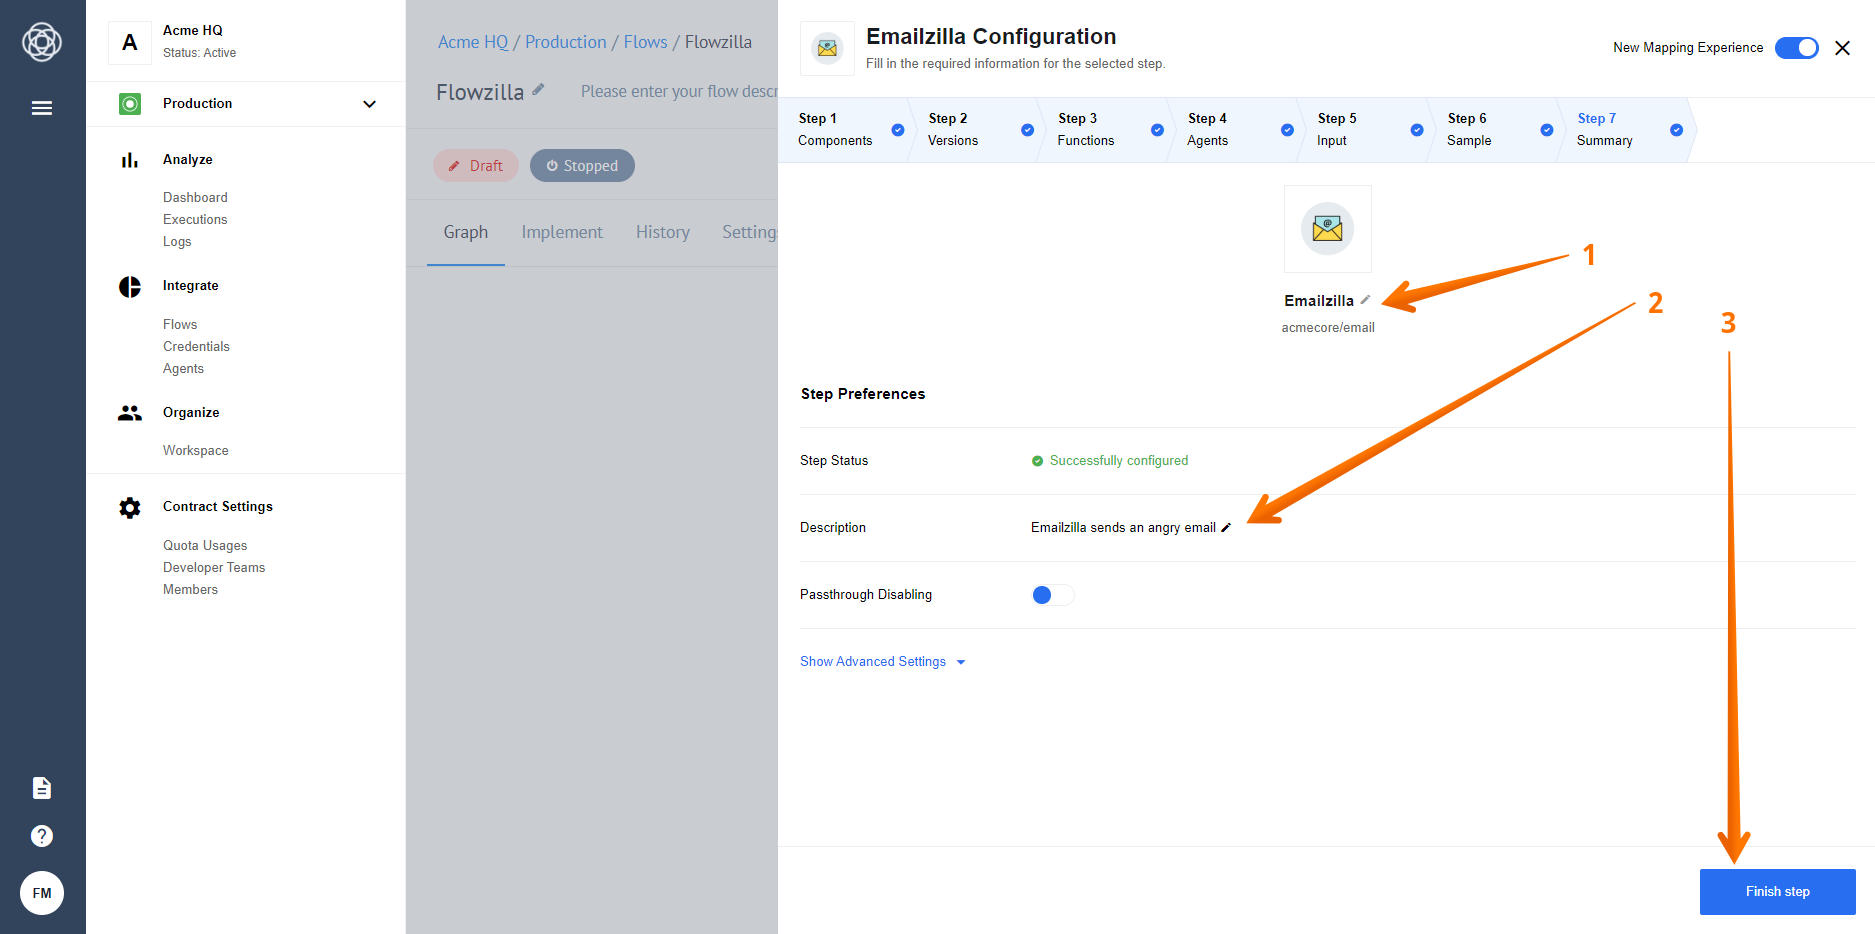 A
Acme HQ
Status: Active
Production
Analyze
Dashboard
Executions
Logs
Integrate
Flows
Credentials
Agents
Organize
Workspace
Contract Settings
Quota Usages
Developer Teams
Members
FM
Acme HQ / Production / Flows / Flowzilla
Flowzilla
Please enter your flow descr
Draft
Stopped
Graph Implement History Settings
Emailzilla Configuration
Fill in the required information for the selected step.
New Mapping Experience
Step 1
Components
Step 2
Versions
Step 3
Functions
Step 4
Agents
Step 5
Input
Step 6
Sample
Step 7
Summary
1
2
3
Emailzilla
acmecore/email
Step Preferences
Step Status
Successfully configured
Description
Emailzilla sends an angry email
Passthrough Disabling
Show Advanced Settings
Finish step